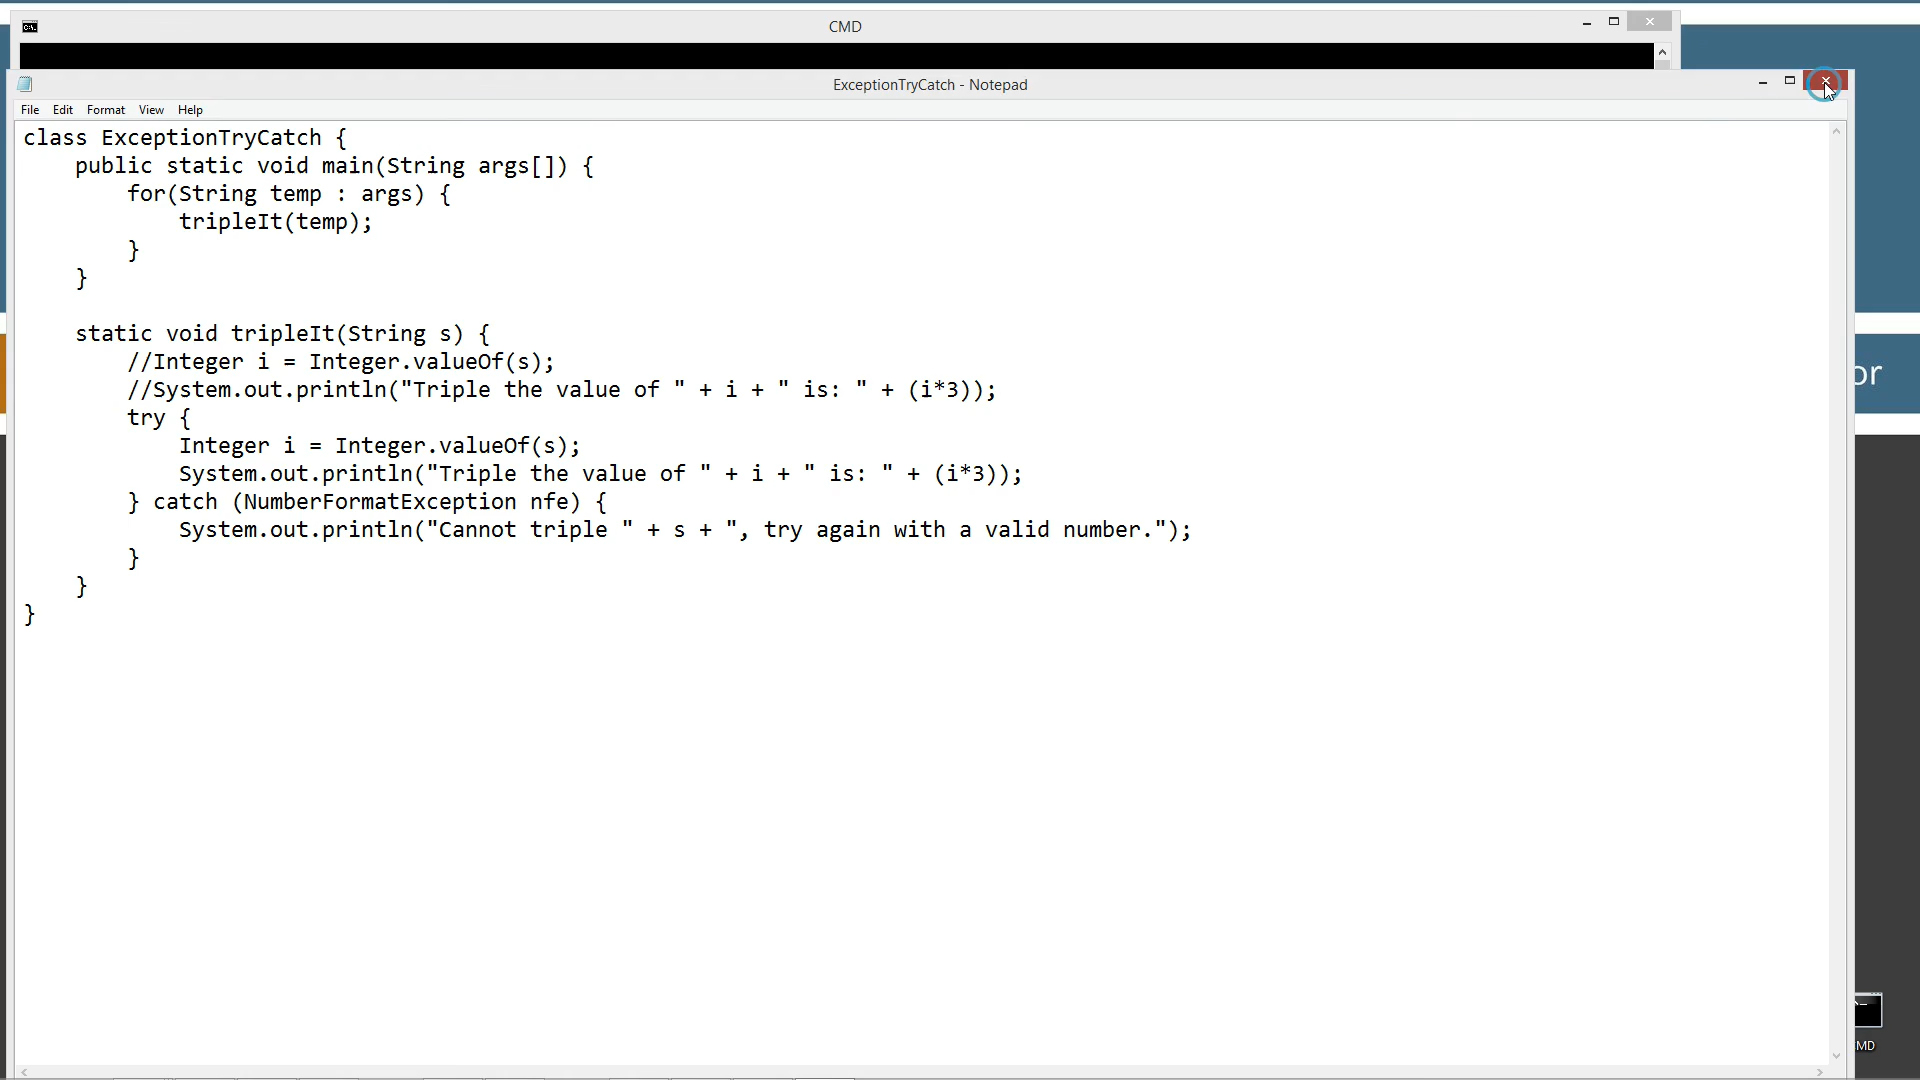 CMD
ExceptionTryCatch - Notepad
File Edit Format View Help
class ExceptionTryCatch {
    public static void main(String args[]) {
        for(String temp : args) {
            tripleIt(temp);
        }
    }

    static void tripleIt(String s) {
        //Integer i = Integer.valueOf(s);
        //System.out.println("Triple the value of " + i + " is: " + (i*3));
        try {
            Integer i = Integer.valueOf(s);
            System.out.println("Triple the value of " + i + " is: " + (i*3));
        } catch (NumberFormatException nfe) {
            System.out.println("Cannot triple " + s + ", try again with a valid number.");
        }
    }
}
or
MD